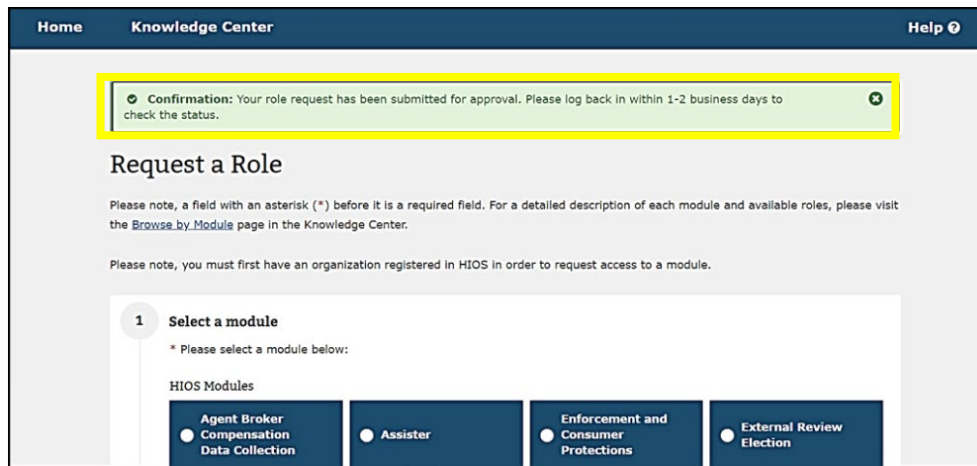 Home Knowledge Center Help
Confirmation: Your role request has been submitted for approval. Please log back in within 1-2 business days to
check the status.
Request a Role
Please note, a field with an asterisk (*) before it is a required field. For a detailed description of each module and available roles, please visit
the Browse by Module page in the Knowledge Center.
Please note, you must first have an organization registered in HIOS in order to request access to a module.
1 Select a module
* Please select a module below:
HIOS Modules
Agent Broker
Compensation
Data Collection
Assister
Enforcement and
Consumer
Protections
External Review
Election